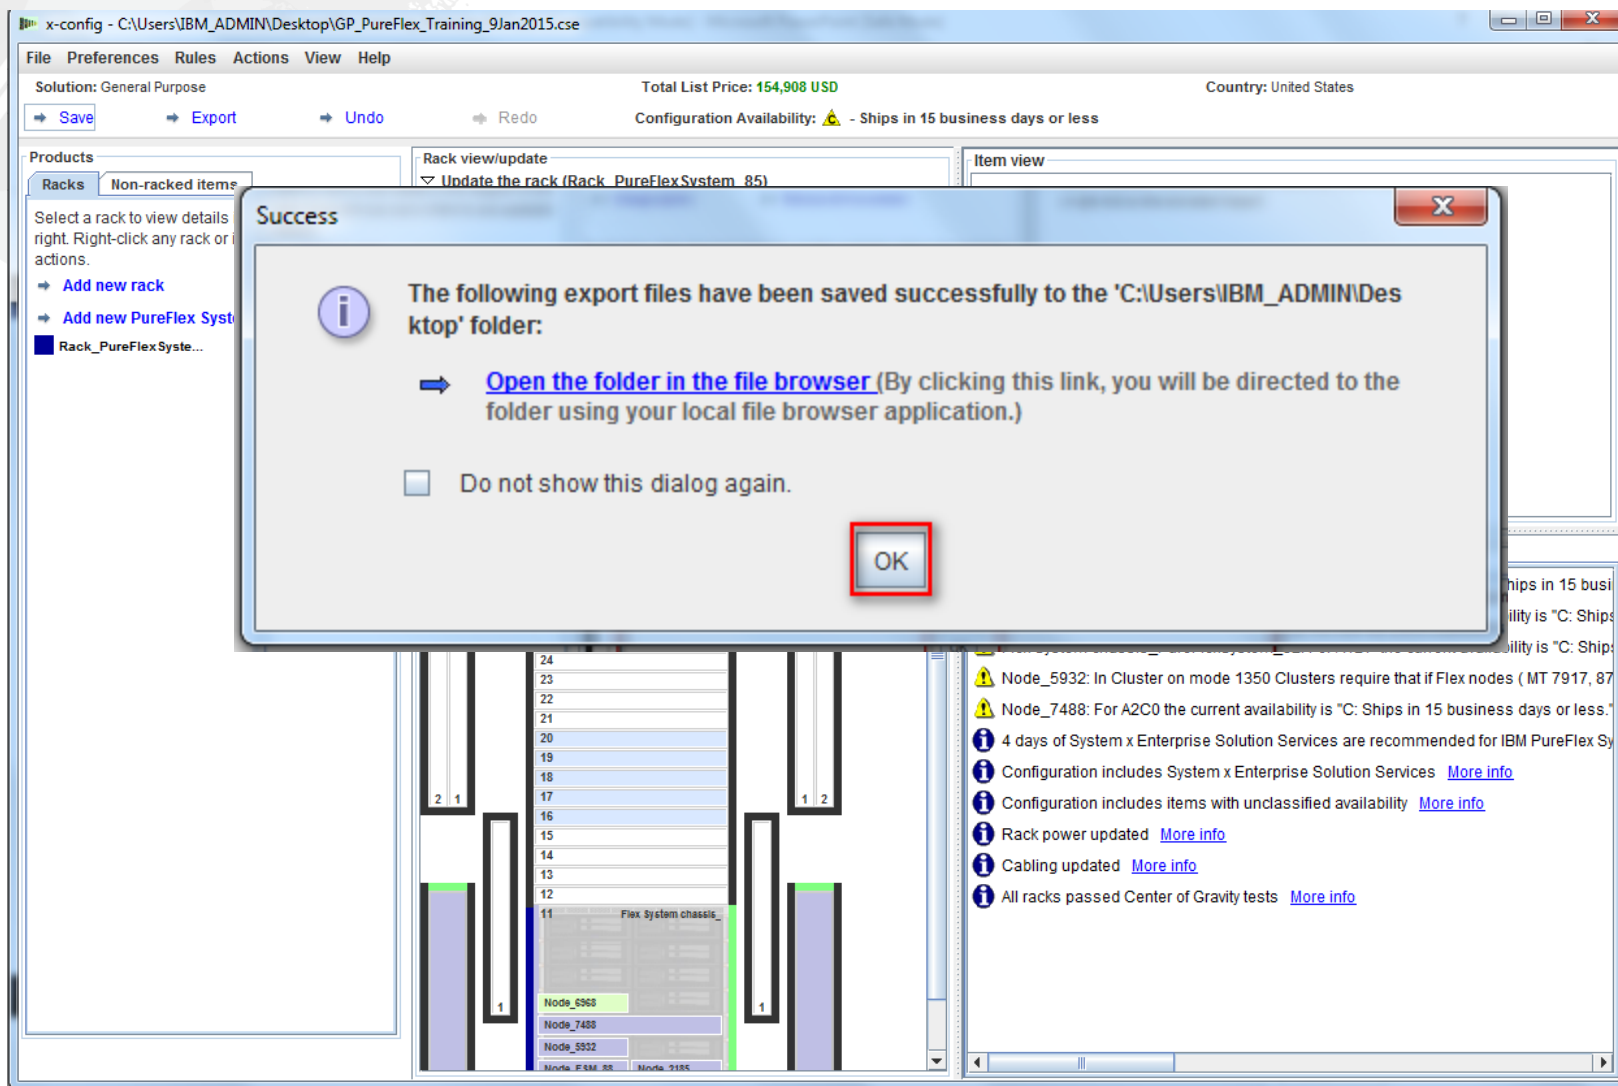 x-config - C:\Users\IBM_ADMIN\Desktop\GP_PureFlex_Training_9Jan2015.cse
File Preferences Rules Actions View Help
Solution: General Purpose
Total List Price: 154,908 USD
Country: United States
Save Export Undo Redo
Configuration Availability: C - Ships in 15 business days or less
Products
Racks Non-racked items
Select a rack to view details
right. Right-click any rack or
actions.
Add new rack
Add new PureFlex Syst
Rack_PureFlexSyste...
Rack view/update
Update the rack (Rack_PureFlexSystem_85)
Item view
Success
The following export files have been saved successfully to the 'C:\Users\IBM_ADMIN\Des
ktop' folder:
Open the folder in the file browser (By clicking this link, you will be directed to the
folder using your local file browser application.)
Do not show this dialog again.
OK
24
23
22
21
20
19
18
17
16
15
14
13
12
11 Flex System chassis_
2 1
1 2
1
1
Node_6968
Node_7488
Node_5932
Node_FSM_88 Node_2185
hips in 15 busi
ility is "C: Ships
ility is "C: Ships
Node_5932: In Cluster on mode 1350 Clusters require that if Flex nodes ( MT 7917, 87
Node_7488: For A2C0 the current availability is "C: Ships in 15 business days or less."
4 days of System x Enterprise Solution Services are recommended for IBM PureFlex Sy
Configuration includes System x Enterprise Solution Services More info
Configuration includes items with unclassified availability More info
Rack power updated More info
Cabling updated More info
All racks passed Center of Gravity tests More info